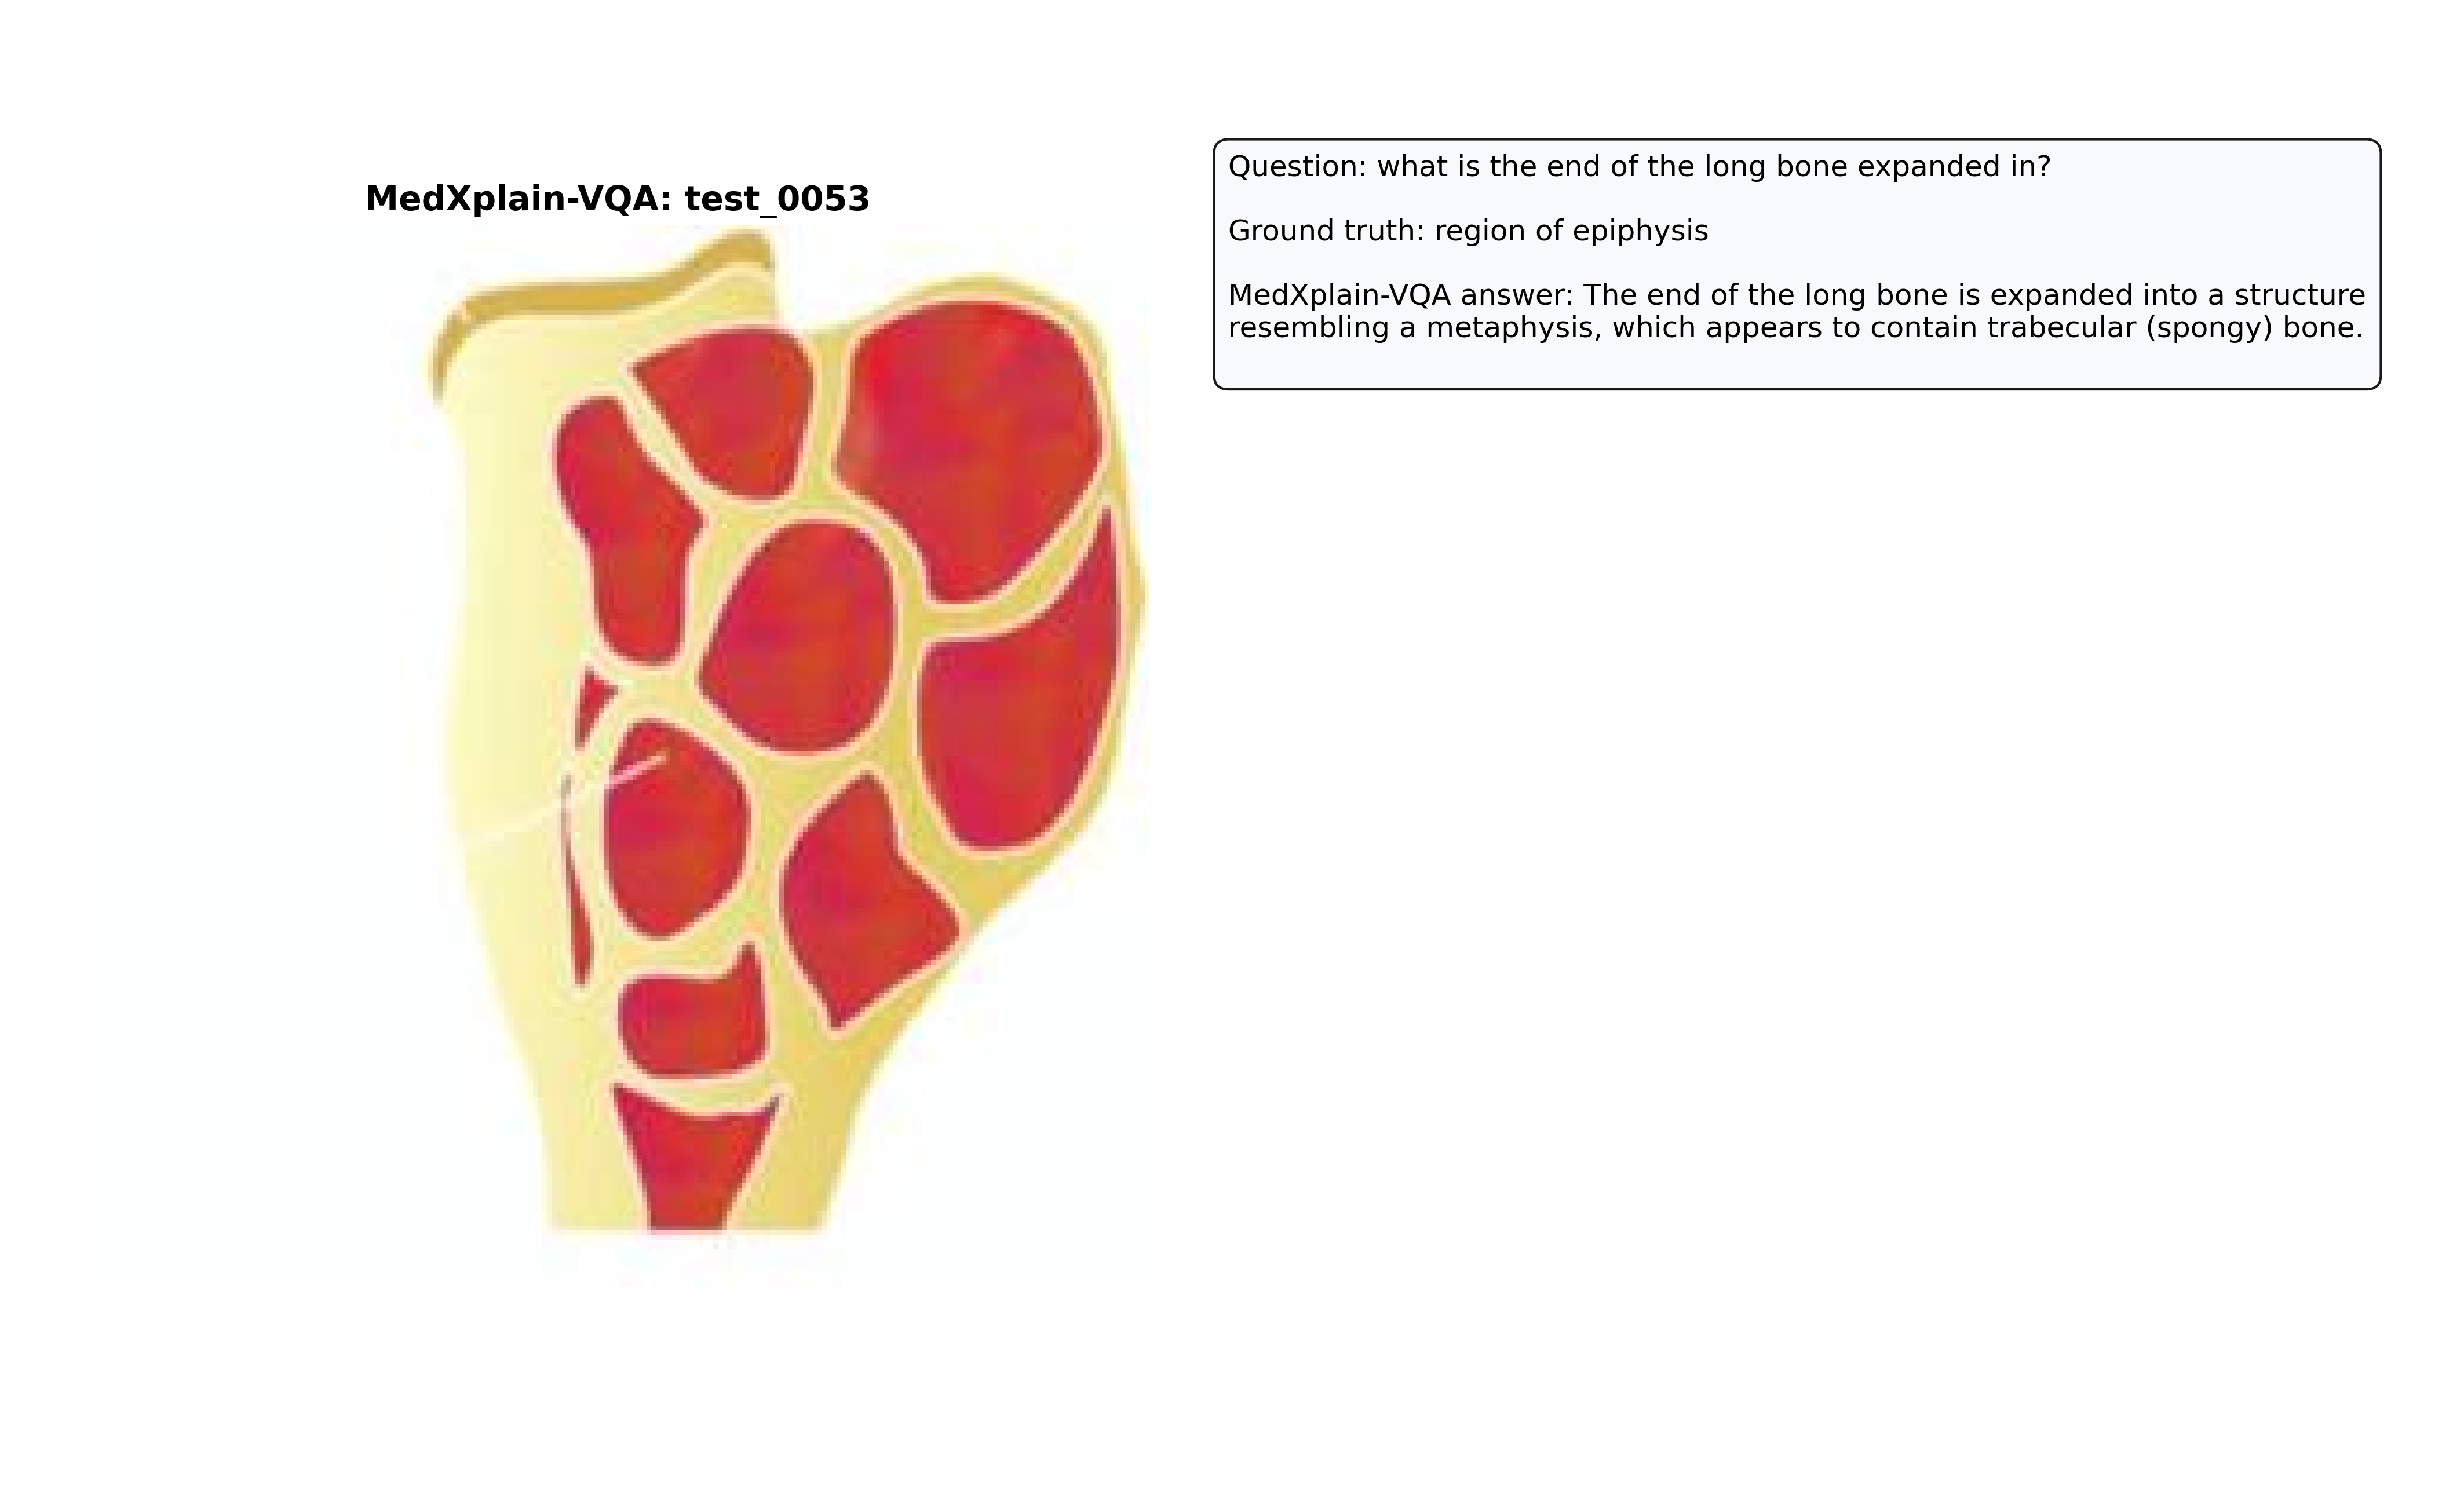 MedXplain-VQA: test_0053
Question: what is the end of the long bone expanded in?
Ground truth: region of epiphysis
MedXplain-VQA answer: The end of the long bone is expanded into a structure
resembling a metaphysis, which appears to contain trabecular (spongy) bone.